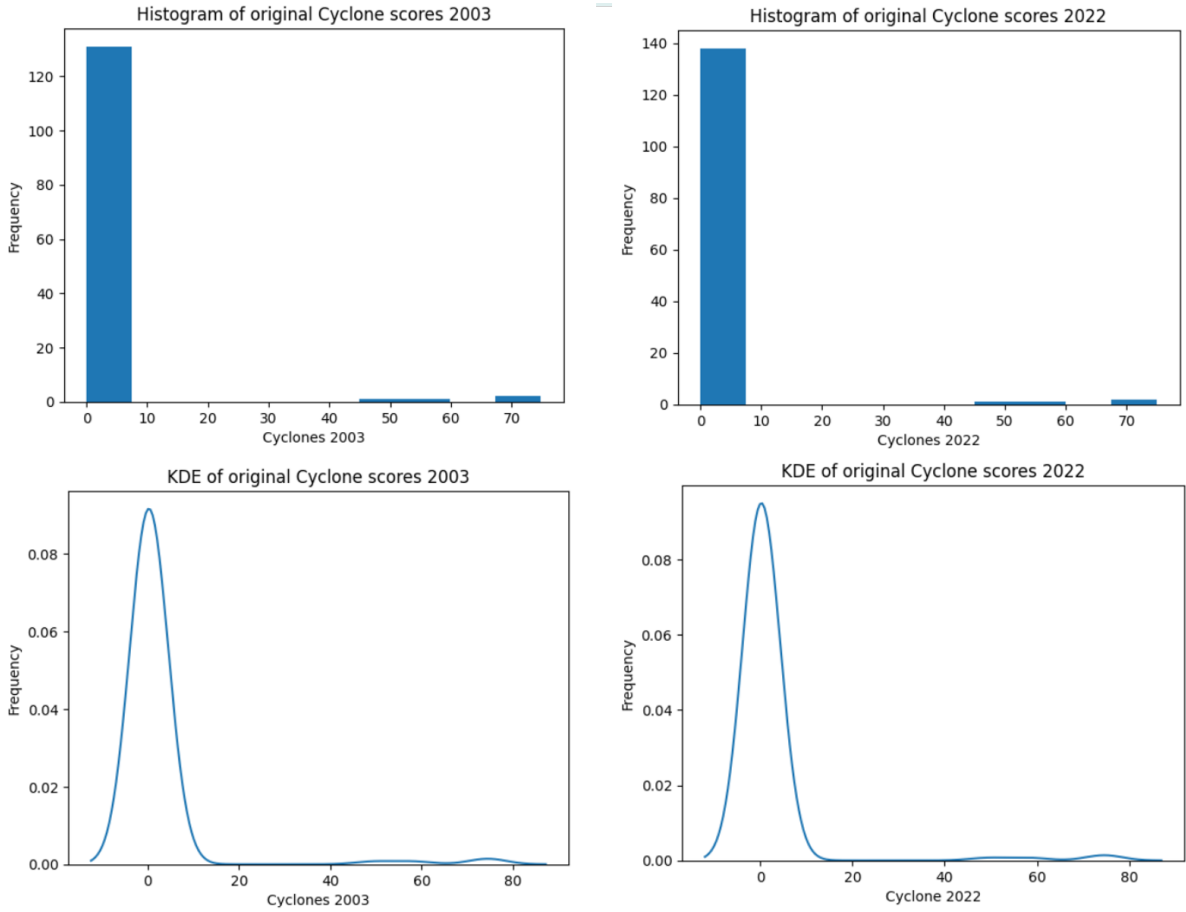 Histogram of original Cyclone scores 2003
120
100
80
60
40
20
0
Frequency
0 10 20 30 40 50 60 70
Cyclones 2003
Histogram of original Cyclone scores 2022
140
120
100
80
60
40
20
0
Frequency
0 10 20 30 40 50 60 70
Cyclones 2022
KDE of original Cyclone scores 2003
0.08
0.06
0.04
0.02
0.00
Frequency
0 20 40 60 80
Cyclones 2003
KDE of original Cyclone scores 2022
0.08
0.06
0.04
0.02
0.00
Frequency
0 20 40 60 80
Cyclone 2022